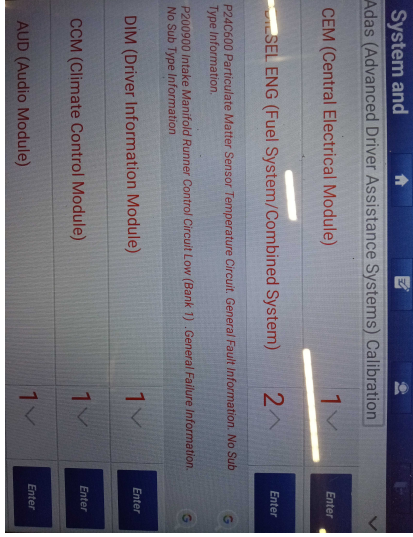 System and
Adas (Advanced Driver Assistance Systems) Calibration
CEM (Central Electrical Module) 1 Enter
ENG (Fuel System/Combined System) 2 Enter
P240600 Particulate Matter Sensor Temperature Circuit. General Fault Information. No Sub
Type Information. G
P200900 Intake Manifold Runner Control Circuit Low (Bank 1) . General Failure Information.
No Sub Type Information G
DIM (Driver Information Module) 1 Enter
CCM (Climate Control Module) 1 Enter
AUD (Audio Module) 1 Enter